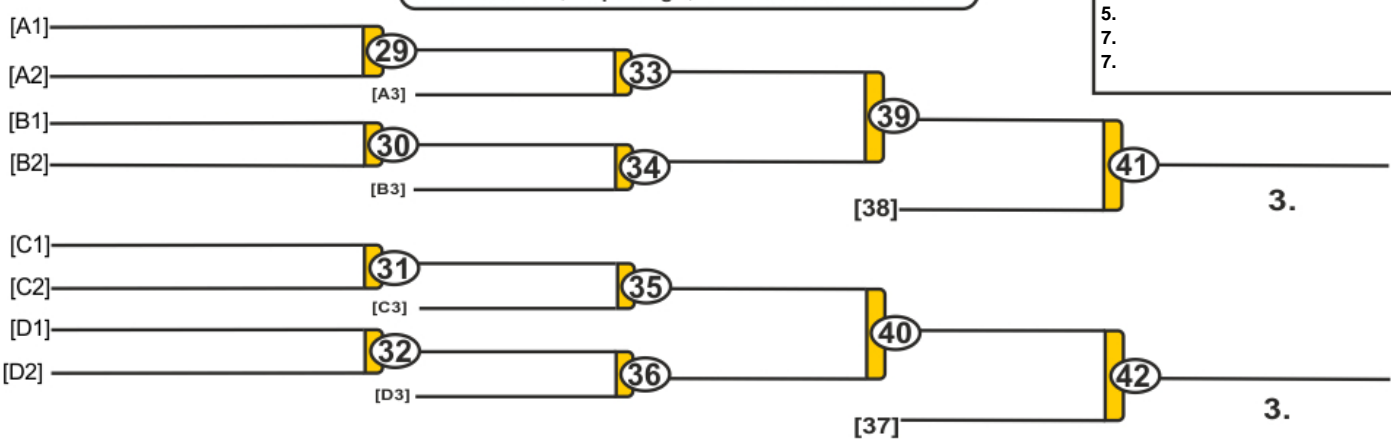 5.
7.
7.
[A1]
29
33
[A2]
[A3]
39
[B1]
30
34
41
[B2]
[B3]
[38]
3.
[C1]
31
35
[C2]
[C3]
40
[D1]
32
36
42
[D2]
[D3]
[37]
3.